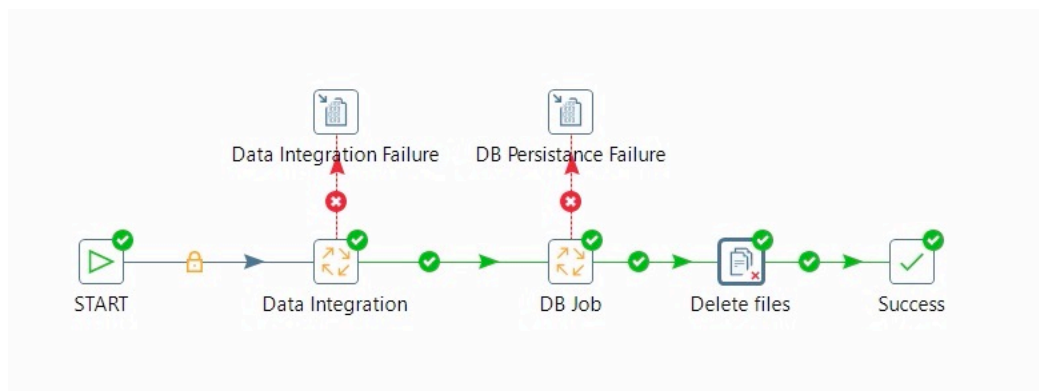 Data Integration Failure
DB Persistance Failure
START
Data Integration
DB Job
Delete files
Success